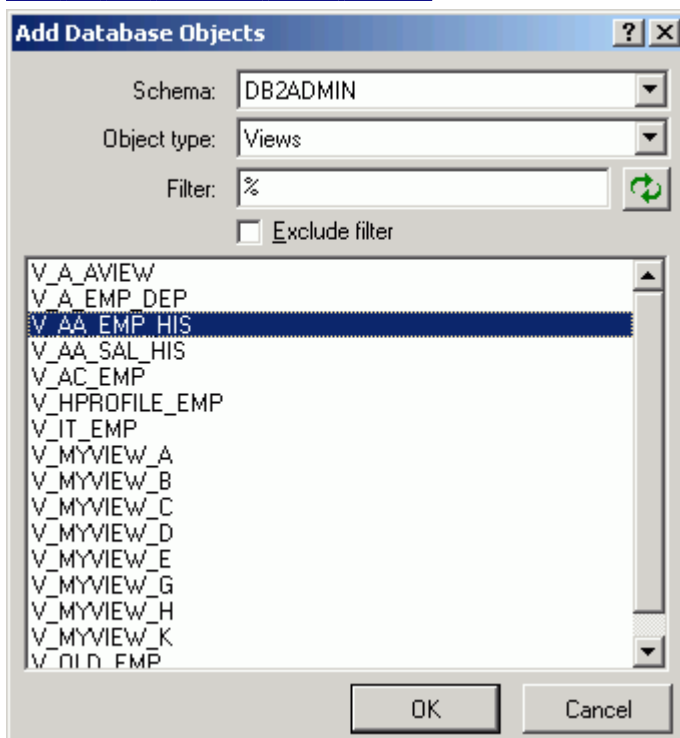 Add Database Objects
Schema: DB2ADMIN
Object type: Views
Filter: %
Exclude filter
V_A_AVIEW
V_A_EMP_DEP
V_AA_EMP_HIS
V_AA_SAL_HIS
V_AC_EMP
V_HPROFILE_EMP
V_IT_EMP
V_MYVIEW_A
V_MYVIEW_B
V_MYVIEW_C
V_MYVIEW_D
V_MYVIEW_E
V_MYVIEW_G
V_MYVIEW_H
V_MYVIEW_K
V_OLD_EMP
OK Cancel